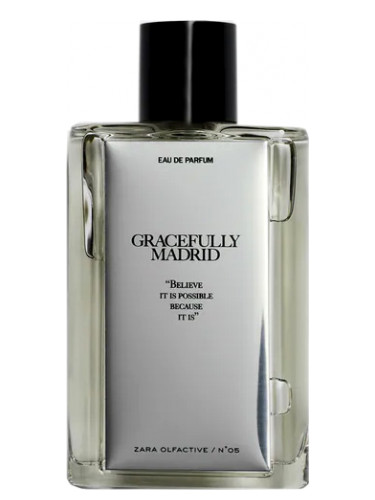 EAU DE PARFUM
GRACEFULLY
MADRID
"BELIEVE
IT IS POSSIBLE
BECAUSE
IT IS"
ZARA OLFACTIVE / N°05